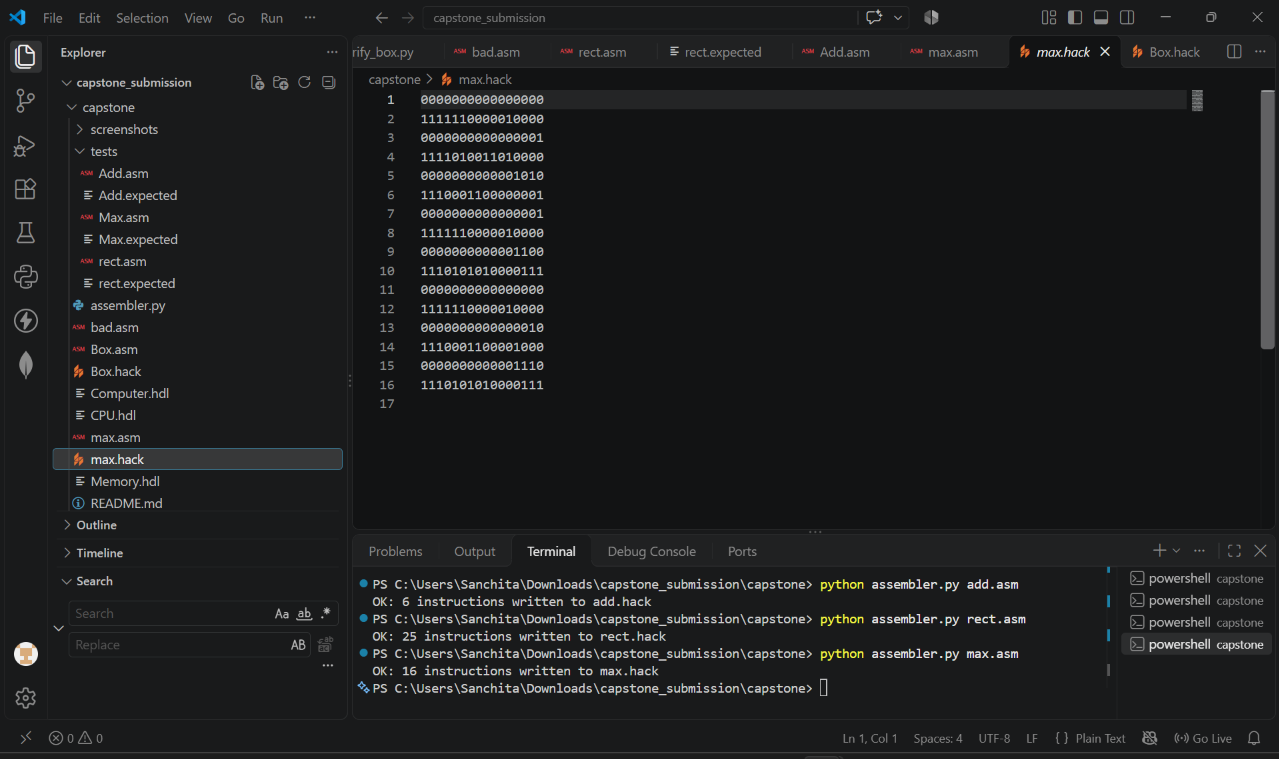 File Edit Selection View Go Run ··· capstone_submission
Explorer ···
capstone_submission
capstone
screenshots
tests
ASM Add.asm
Add.expected
ASM Max.asm
Max.expected
ASM rect.asm
rect.expected
assembler.py
ASM bad.asm
ASM Box.asm
Box.hack
Computer.hdl
CPU.hdl
ASM max.asm
max.hack
Memory.hdl
README.md
Outline
Timeline
Search
Search Aa ab .*
Replace AB
···
rify_box.py ASM bad.asm ASM rect.asm rect.expected ASM Add.asm ASM max.asm max.hack Box.hack ···
capstone > max.hack
1 0000000000000000
2 1111110000010000
3 0000000000000001
4 1111010011010000
5 0000000000001010
6 1110001100000001
7 0000000000000001
8 1111110000010000
9 0000000000001100
10 1110101010000111
11 0000000000000000
12 1111110000010000
13 0000000000000010
14 1110001100001000
15 0000000000001110
16 1110101010000111
17
Problems Output Terminal Debug Console Ports
PS C:\Users\Sanchita\Downloads\capstone_submission\capstone> python assembler.py add.asm
OK: 6 instructions written to add.hack
PS C:\Users\Sanchita\Downloads\capstone_submission\capstone> python assembler.py rect.asm
OK: 25 instructions written to rect.hack
PS C:\Users\Sanchita\Downloads\capstone_submission\capstone> python assembler.py max.asm
OK: 16 instructions written to max.hack
PS C:\Users\Sanchita\Downloads\capstone_submission\capstone>
powershell capstone
powershell capstone
powershell capstone
powershell capstone
0 0 Ln 1, Col 1 Spaces: 4 UTF-8 LF { } Plain Text Go Live